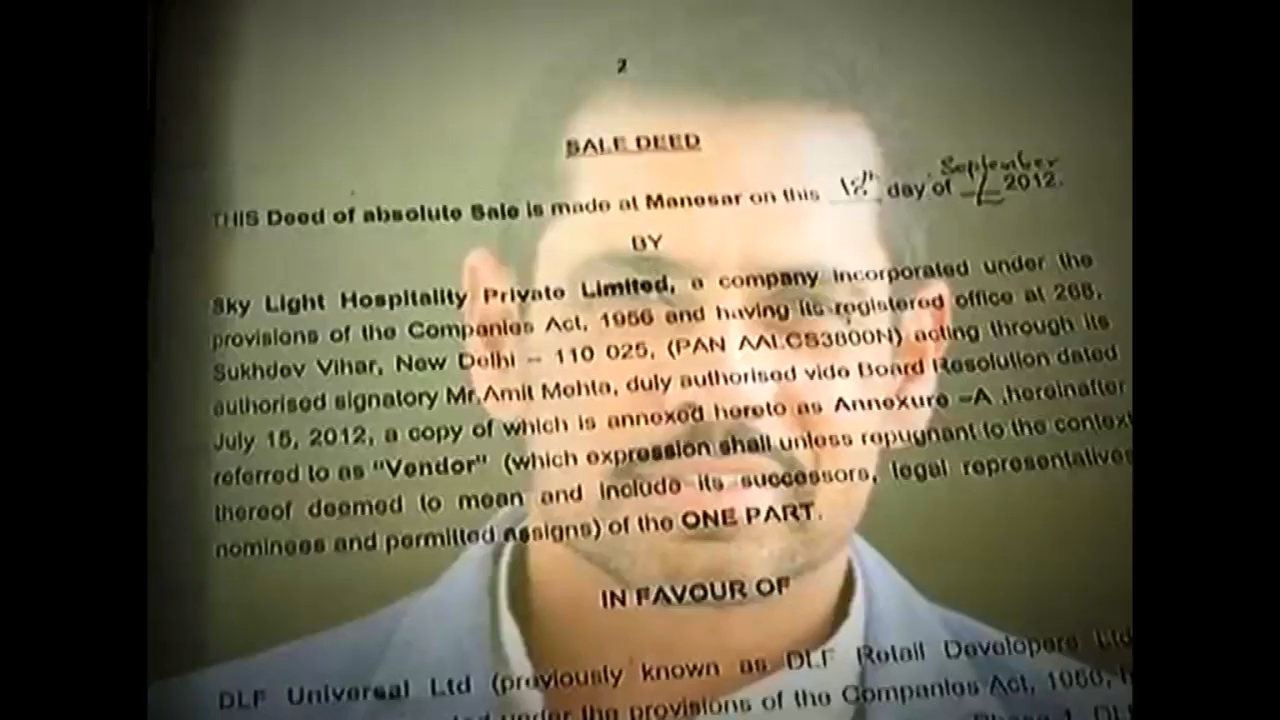 2
SALE DEED
September
THIS Deed of absolute Sale is made at Manesar on this 18th day of 2012.
BY
Sky Light Hospitality Private Limited, a company incorporated under the
provisions of the Companies Act, 1956 and having its registered office at 268,
Sukhdev Vihar, New Delhi – 110 025, (PAN AALCS3800N) acting through its
authorised signatory Mr.Amit Mehta, duly authorised vide Board Resolution dated
July 15, 2012, a copy of which is annexed hereto as Annexure –A ,hereinafter
referred to as "Vendor" (which expression shall unless repugnant to the context
thereof deemed to mean and include its successors, legal representatives
nominees and permitted assigns) of the ONE PART.
IN FAVOUR OF
DLF Universal Ltd (previously known as DLF Retail Developers Ltd
under the provisions of the Companies Act, 1956,
Phase 1, DLF